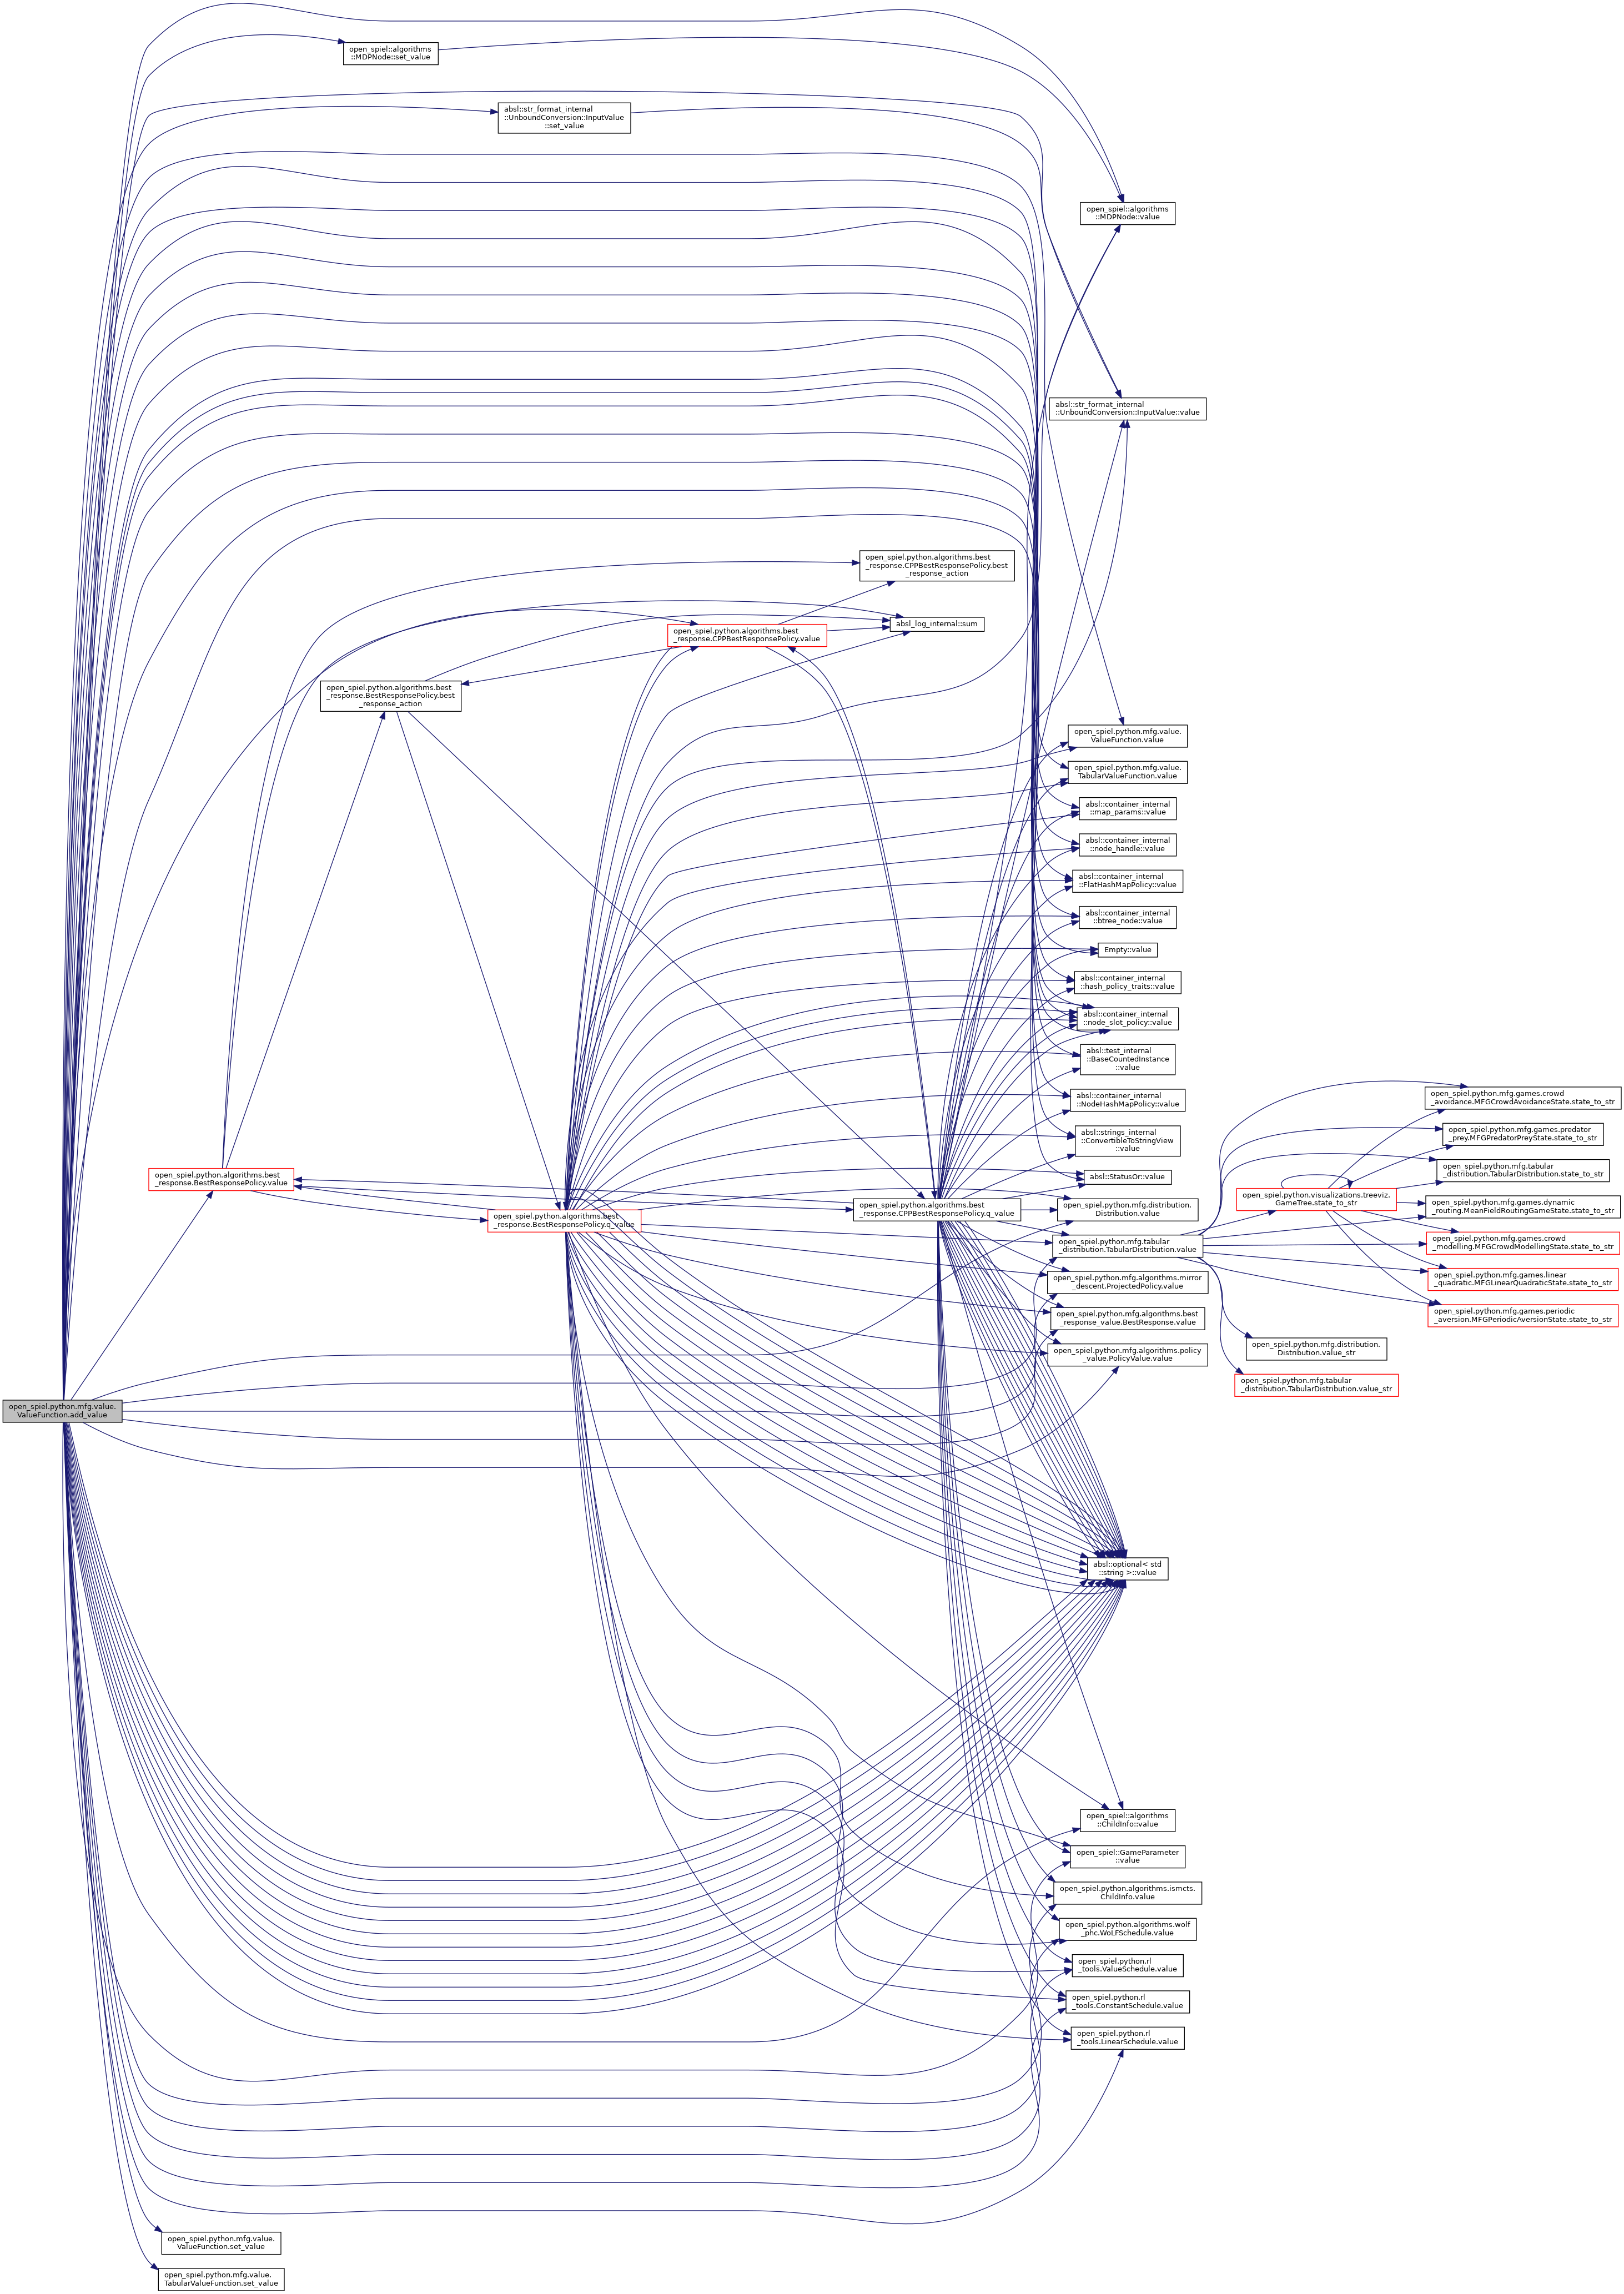 open_spiel::algorithms
::MDPNode::set_value
absl::str_format_internal
::UnboundConversion::InputValue
::set_value
open_spiel::algorithms
::MDPNode::value
absl::str_format_internal
::UnboundConversion::InputValue::value
open_spiel.python.algorithms.best
_response.CPPBestResponsePolicy.best
_response_action
absl_log_internal::sum
open_spiel.python.algorithms.best
_response.CPPBestResponsePolicy.value
open_spiel.python.algorithms.best
_response.BestResponsePolicy.best
_response_action
open_spiel.python.mfg.value.
ValueFunction.value
open_spiel.python.mfg.value.
TabularValueFunction.value
absl::container_internal
::map_params::value
absl::container_internal
::node_handle::value
absl::container_internal
::FlatHashMapPolicy::value
absl::container_internal
::btree_node::value
Empty::value
absl::container_internal
::hash_policy_traits::value
absl::container_internal
::node_slot_policy::value
absl::test_internal
::BaseCountedInstance
::value
absl::container_internal
::NodeHashMapPolicy::value
absl::strings_internal
::ConvertibleToStringView
::value
absl::StatusOr::value
open_spiel.python.algorithms.best
_response.BestResponsePolicy.value
open_spiel.python.algorithms.best
_response.BestResponsePolicy.q_value
open_spiel.python.algorithms.best
_response.CPPBestResponsePolicy.q_value
open_spiel.python.mfg.distribution.
Distribution.value
open_spiel.python.mfg.tabular
_distribution.TabularDistribution.value
open_spiel.python.mfg.algorithms.mirror
_descent.ProjectedPolicy.value
open_spiel.python.mfg.algorithms.best
_response_value.BestResponse.value
open_spiel.python.mfg.algorithms.policy
_value.PolicyValue.value
open_spiel.python.visualizations.treeviz.
GameTree.state_to_str
open_spiel.python.mfg.games.crowd
_avoidance.MFGCrowdAvoidanceState.state_to_str
open_spiel.python.mfg.games.predator
_prey.MFGPredatorPreyState.state_to_str
open_spiel.python.mfg.tabular
_distribution.TabularDistribution.state_to_str
open_spiel.python.mfg.games.dynamic
_routing.MeanFieldRoutingGameState.state_to_str
open_spiel.python.mfg.games.crowd
_modelling.MFGCrowdModellingState.state_to_str
open_spiel.python.mfg.games.linear
_quadratic.MFGLinearQuadraticState.state_to_str
open_spiel.python.mfg.games.periodic
_aversion.MFGPeriodicAversionState.state_to_str
open_spiel.python.mfg.distribution.
Distribution.value_str
open_spiel.python.mfg.tabular
_distribution.TabularDistribution.value_str
open_spiel.python.mfg.value.
ValueFunction.add_value
absl::optional< std
::string >::value
open_spiel::algorithms
::ChildInfo::value
open_spiel::GameParameter
::value
open_spiel.python.algorithms.ismcts.
ChildInfo.value
open_spiel.python.algorithms.wolf
_phc.WoLFSchedule.value
open_spiel.python.rl
_tools.ValueSchedule.value
open_spiel.python.rl
_tools.ConstantSchedule.value
open_spiel.python.rl
_tools.LinearSchedule.value
open_spiel.python.mfg.value.
ValueFunction.set_value
open_spiel.python.mfg.value.
TabularValueFunction.set_value